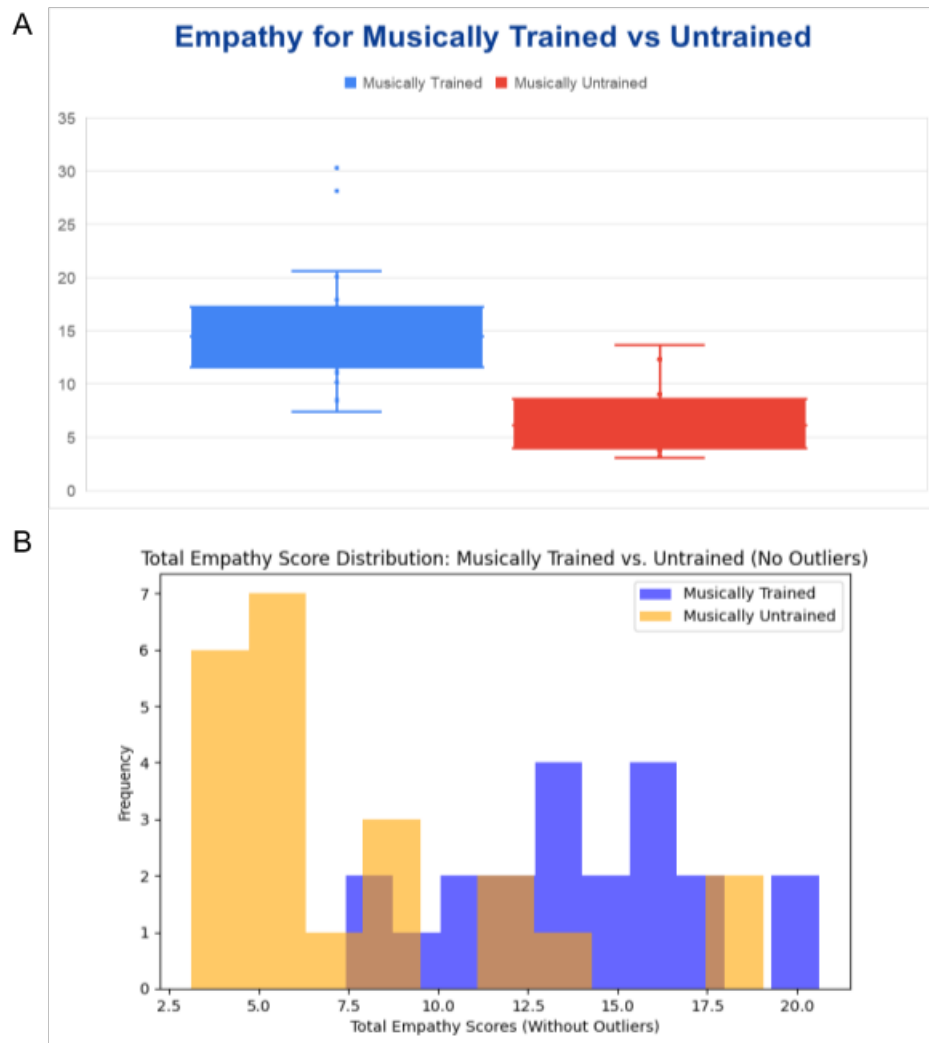 A
Empathy for Musically Trained vs Untrained
Musically Trained Musically Untrained
35
30
25
20
15
10
5
0
B
Total Empathy Score Distribution: Musically Trained vs. Untrained (No Outliers)
Musically Trained
Musically Untrained
7
6
5
4
3
2
1
0
Frequency
2.5 5.0 7.5 10.0 12.5 15.0 17.5 20.0
Total Empathy Scores (Without Outliers)